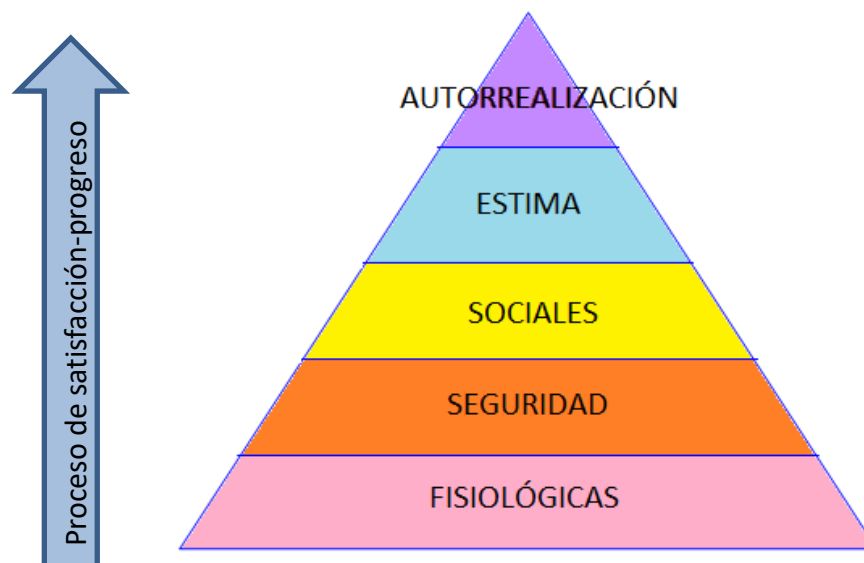 Proceso de satisfacción-progreso
AUTORREALIZACIÓN
ESTIMA
SOCIALES
SEGURIDAD
FISIOLÓGICAS